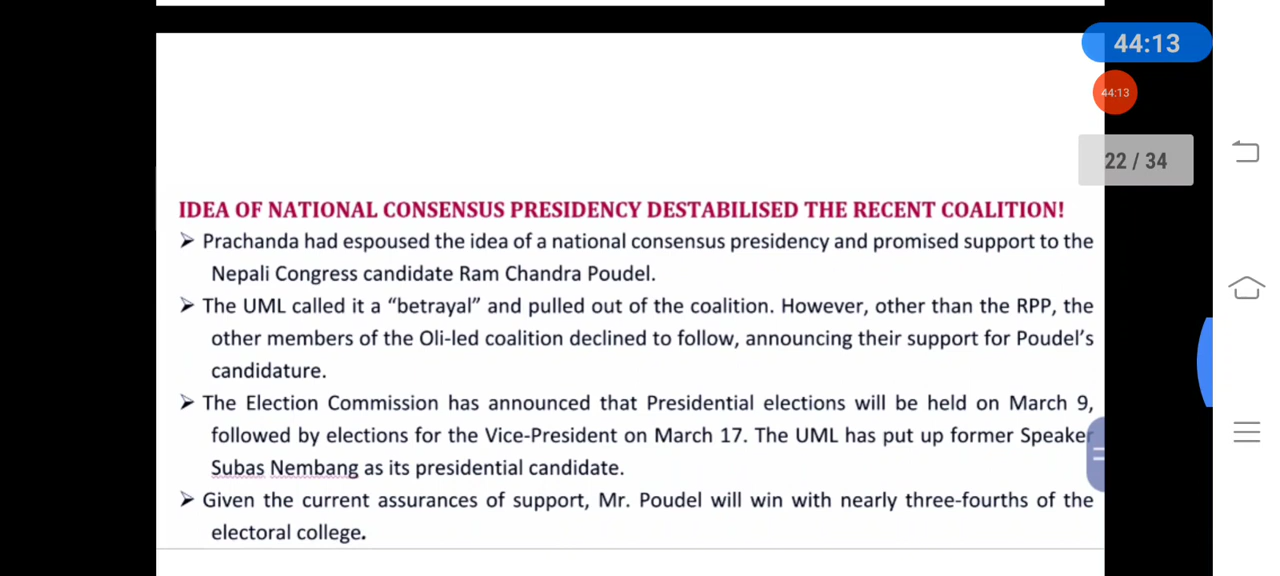 44:13
44:13
22 / 34
IDEA OF NATIONAL CONSENSUS PRESIDENCY DESTABILISED THE RECENT COALITION!
➤ Prachanda had espoused the idea of a national consensus presidency and promised support to the
Nepali Congress candidate Ram Chandra Poudel.
➤ The UML called it a “betrayal” and pulled out of the coalition. However, other than the RPP, the
other members of the Oli-led coalition declined to follow, announcing their support for Poudel’s
candidature.
➤ The Election Commission has announced that Presidential elections will be held on March 9,
followed by elections for the Vice-President on March 17. The UML has put up former Speaker
Subas Nembang as its presidential candidate.
➤ Given the current assurances of support, Mr. Poudel will win with nearly three-fourths of the
electoral college.